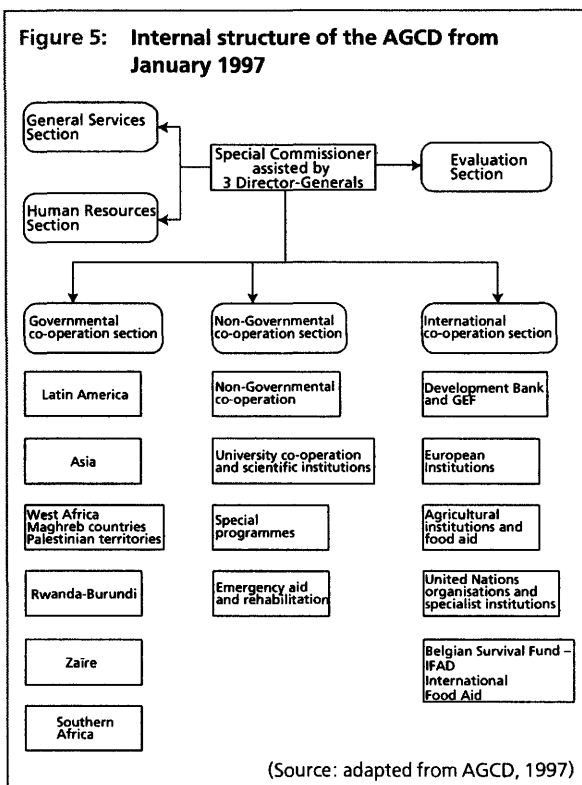 Figure 5: Internal structure of the AGCD from
January 1997
General Services
Section
Human Resources
Section
Special Commissioner
assisted by
3 Director-Generals
Evaluation
Section
Governmental
co-operation section
Non-Governmental
co-operation section
International
co-operation section
Latin America
Asia
West Africa
Maghreb countries
Palestinian territories
Rwanda-Burundi
Zaïre
Southern
Africa
Non-Governmental
co-operation
University co-operation
and scientific institutions
Special
programmes
Emergency aid
and rehabilitation
Development Bank
and GEF
European
Institutions
Agricultural
institutions and
food aid
United Nations
organisations and
specialist institutions
Belgian Survival Fund –
IFAD
International
Food Aid
(Source: adapted from AGCD, 1997)